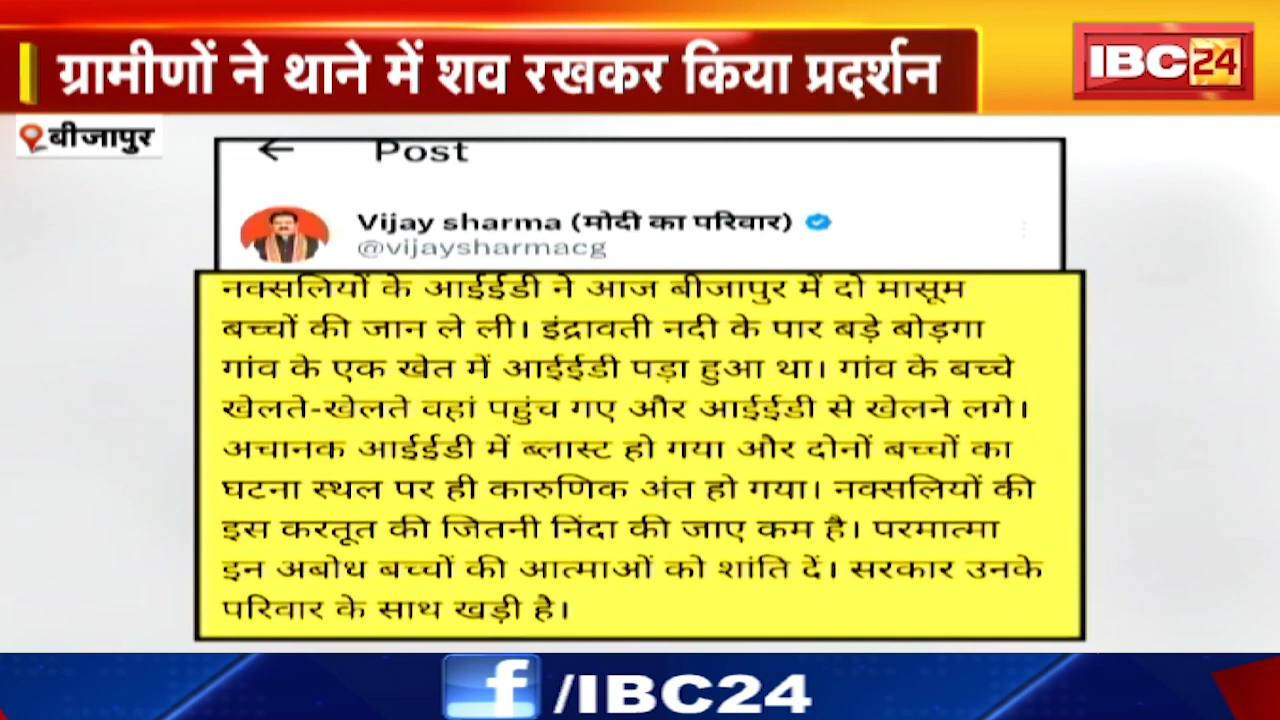 ग्रामीणों ने थाने में शव रखकर किया प्रदर्शन
IBC24
बीजापुर
Post
Vijay sharma (मोदी का परिवार)
@vijaysharmacg
नक्सलियों के आईईडी ने आज बीजापुर में दो मासूम
बच्चों की जान ले ली। इंद्रावती नदी के पार बड़े बोड़गा
गांव के एक खेत में आईईडी पड़ा हुआ था। गांव के बच्चे
खेलते-खेलते वहां पहुंच गए और आईईडी से खेलने लगे।
अचानक आईईडी में ब्लास्ट हो गया और दोनों बच्चों का
घटना स्थल पर ही कारुणिक अंत हो गया। नक्सलियों की
इस करतूत की जितनी निंदा की जाए कम है। परमात्मा
इन अबोध बच्चों की आत्माओं को शांति दें। सरकार उनके
परिवार के साथ खड़ी है।
f /IBC24